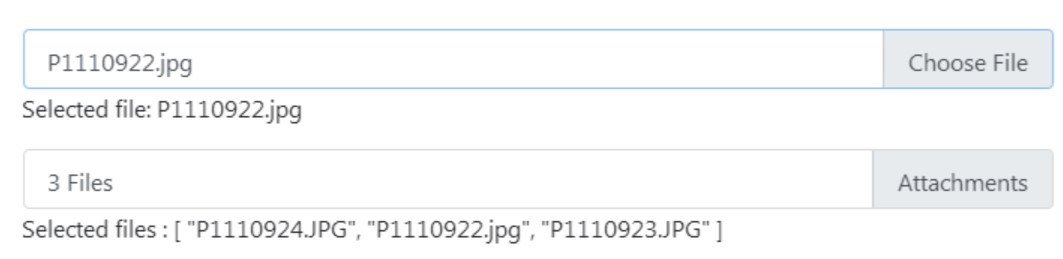 P1110922.jpg Choose File
Selected file: P1110922.jpg
3 Files Attachments
Selected files : [ "P1110924.JPG", "P1110922.jpg", "P1110923.JPG" ]